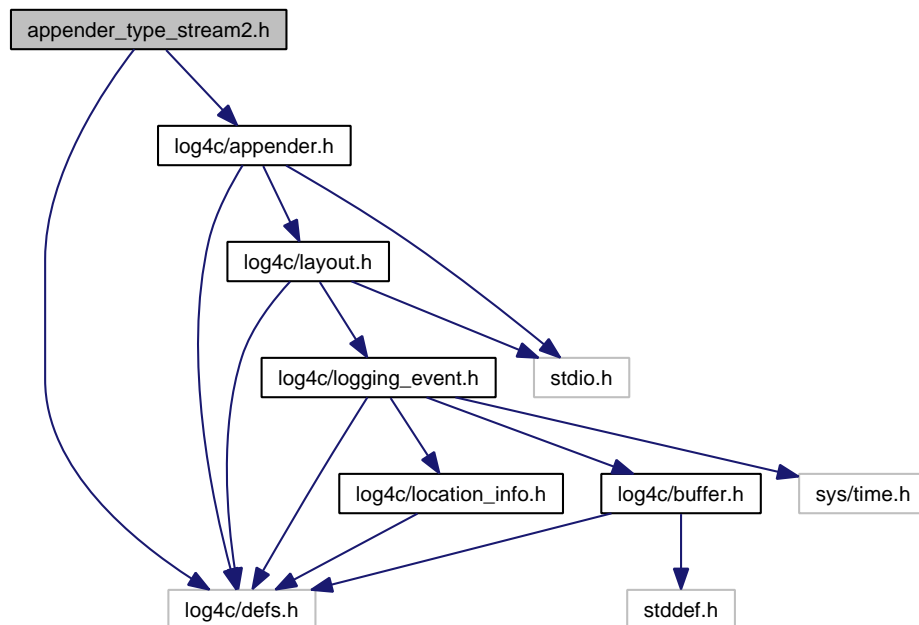 appender_type_stream2.h
log4c/appender.h
log4c/layout.h
log4c/logging_event.h
stdio.h
log4c/location_info.h
log4c/buffer.h
sys/time.h
log4c/defs.h
stddef.h